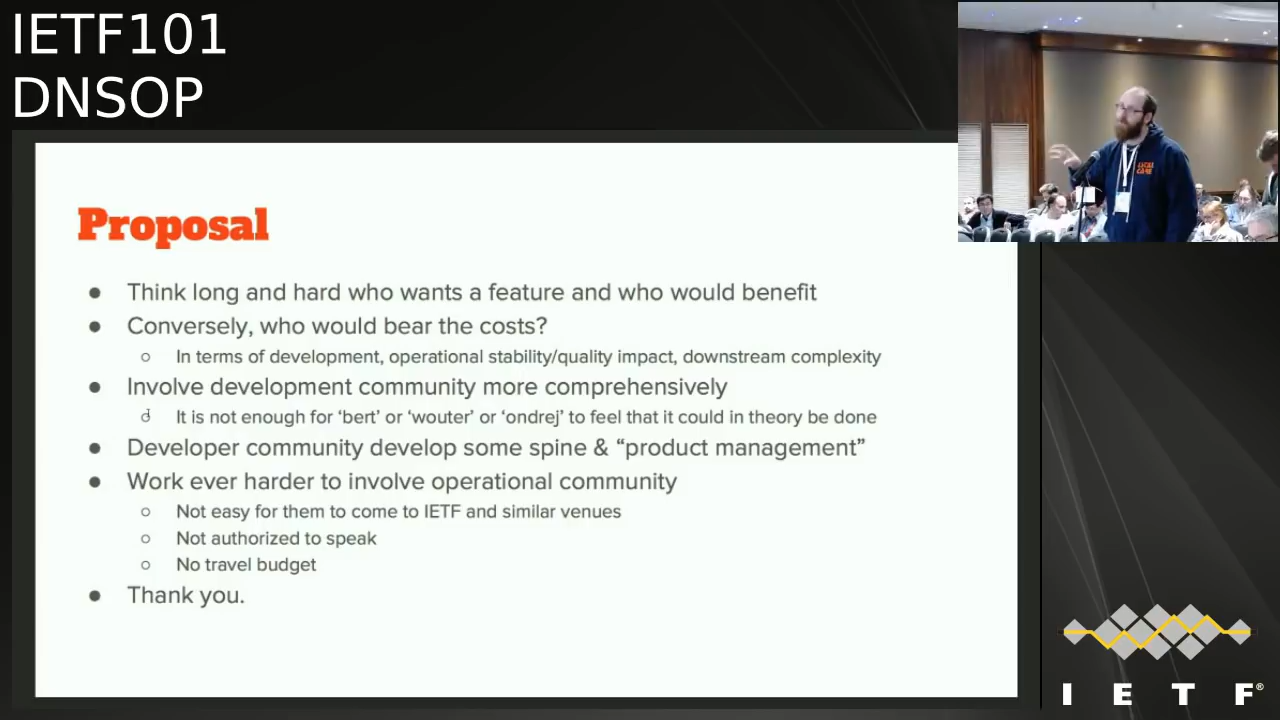 IETF101
DNSOP
Proposal
● Think long and hard who wants a feature and who would benefit
● Conversely, who would bear the costs?
○ In terms of development, operational stability/quality impact, downstream complexity
● Involve development community more comprehensively
○ It is not enough for ‘bert’ or ‘wouter’ or ‘ondrej’ to feel that it could in theory be done
● Developer community develop some spine & “product management”
● Work ever harder to involve operational community
○ Not easy for them to come to IETF and similar venues
○ Not authorized to speak
○ No travel budget
● Thank you.
I E T F®